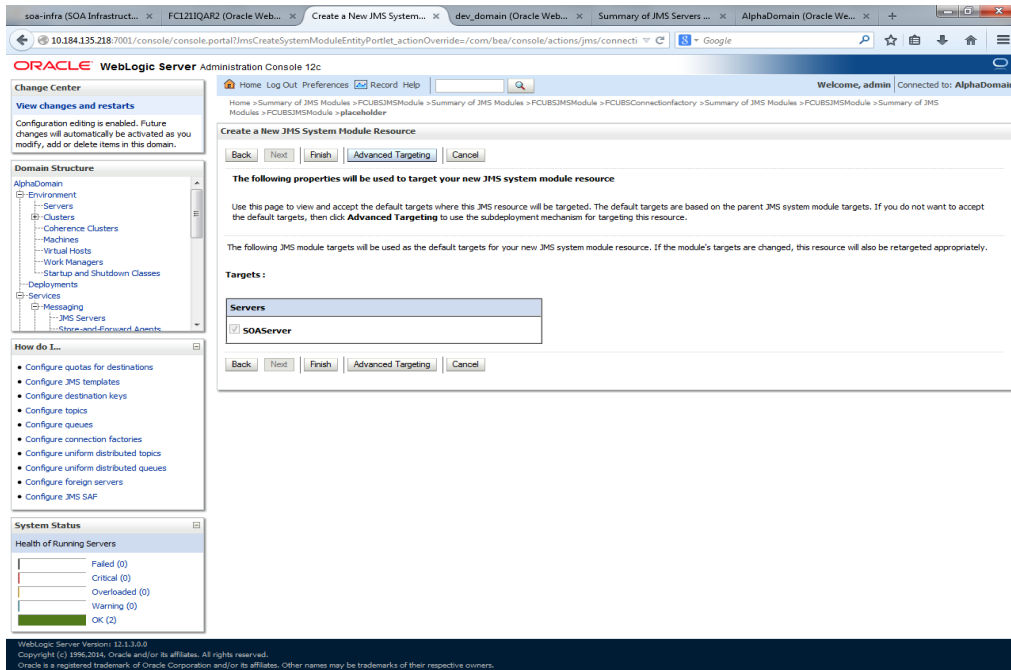 soa-infra (SOA Infrastruct...
FC121IQAR2 (Oracle Web...
Create a New JMS System...
dev_domain (Oracle Web...
Summary of JMS Servers ...
AlphaDomain (Oracle We...
10.184.135.218:7001/console/console.portal?JmsCreateSystemModuleEntityPortlet_actionOverride=/com/bea/console/actions/jms/connecti
Google
ORACLE WebLogic Server Administration Console 12c
Change Center
View changes and restarts
Configuration editing is enabled. Future
changes will automatically be activated as you
modify, add or delete items in this domain.
Domain Structure
AlphaDomain
Environment
Servers
Clusters
Coherence Clusters
Machines
Virtual Hosts
Work Managers
Startup and Shutdown Classes
Deployments
Services
Messaging
JMS Servers
Store-and-Forward Agents
How do I...
Configure quotas for destinations
Configure JMS templates
Configure destination keys
Configure topics
Configure queues
Configure connection factories
Configure uniform distributed topics
Configure uniform distributed queues
Configure foreign servers
Configure JMS SAF
System Status
Health of Running Servers
Failed (0)
Critical (0)
Overloaded (0)
Warning (0)
OK (2)
Home Log Out Preferences Record Help
Welcome, admin Connected to: AlphaDomain
Home >Summary of JMS Modules >FCUBSJMSModule >Summary of JMS Modules >FCUBSJMSModule >FCUBSConnectionfactory >Summary of JMS Modules >FCUBSJMSModule >Summary of JMS
Modules >FCUBSJMSModule >placeholder
Create a New JMS System Module Resource
Back Next Finish Advanced Targeting Cancel
The following properties will be used to target your new JMS system module resource
Use this page to view and accept the default targets where this JMS resource will be targeted. The default targets are based on the parent JMS system module targets. If you do not want to accept
the default targets, then click Advanced Targeting to use the subdeployment mechanism for targeting this resource.
The following JMS module targets will be used as the default targets for your new JMS system module resource. If the module's targets are changed, this resource will also be retargeted appropriately.
Targets :
Servers
SOAServer
Back Next Finish Advanced Targeting Cancel
WebLogic Server Version: 12.1.3.0.0
Copyright (c) 1996,2014, Oracle and/or its affiliates. All rights reserved.
Oracle is a registered trademark of Oracle Corporation and/or its affiliates. Other names may be trademarks of their respective owners.